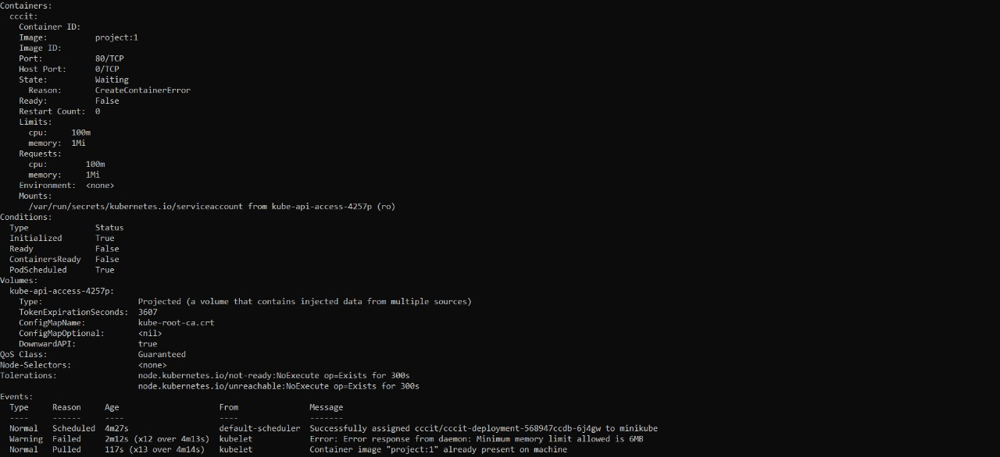 Containers:
  cccit:
    Container ID:
    Image:          project:1
    Image ID:
    Port:           80/TCP
    Host Port:      0/TCP
    State:          Waiting
      Reason:       CreateContainerError
    Ready:          False
    Restart Count:  0
    Limits:
      cpu:     100m
      memory:  1Mi
    Requests:
      cpu:        100m
      memory:     1Mi
    Environment:  <none>
    Mounts:
      /var/run/secrets/kubernetes.io/serviceaccount from kube-api-access-4257p (ro)
Conditions:
  Type              Status
  Initialized       True
  Ready             False
  ContainersReady   False
  PodScheduled      True
Volumes:
  kube-api-access-4257p:
    Type:                    Projected (a volume that contains injected data from multiple sources)
    TokenExpirationSeconds:  3607
    ConfigMapName:           kube-root-ca.crt
    ConfigMapOptional:       <nil>
    DownwardAPI:             true
QoS Class:                   Guaranteed
Node-Selectors:              <none>
Tolerations:                 node.kubernetes.io/not-ready:NoExecute op=Exists for 300s
                             node.kubernetes.io/unreachable:NoExecute op=Exists for 300s
Events:
  Type     Reason     Age                     From               Message
  ----     ------     ----                    ----               -------
  Normal   Scheduled  4m27s                   default-scheduler  Successfully assigned cccit/cccit-deployment-568947ccdb-6j4gw to minikube
  Warning  Failed     2m12s (x12 over 4m13s)  kubelet            Error: Error response from daemon: Minimum memory limit allowed is 6MB
  Normal   Pulled     117s (x13 over 4m14s)   kubelet            Container image "project:1" already present on machine